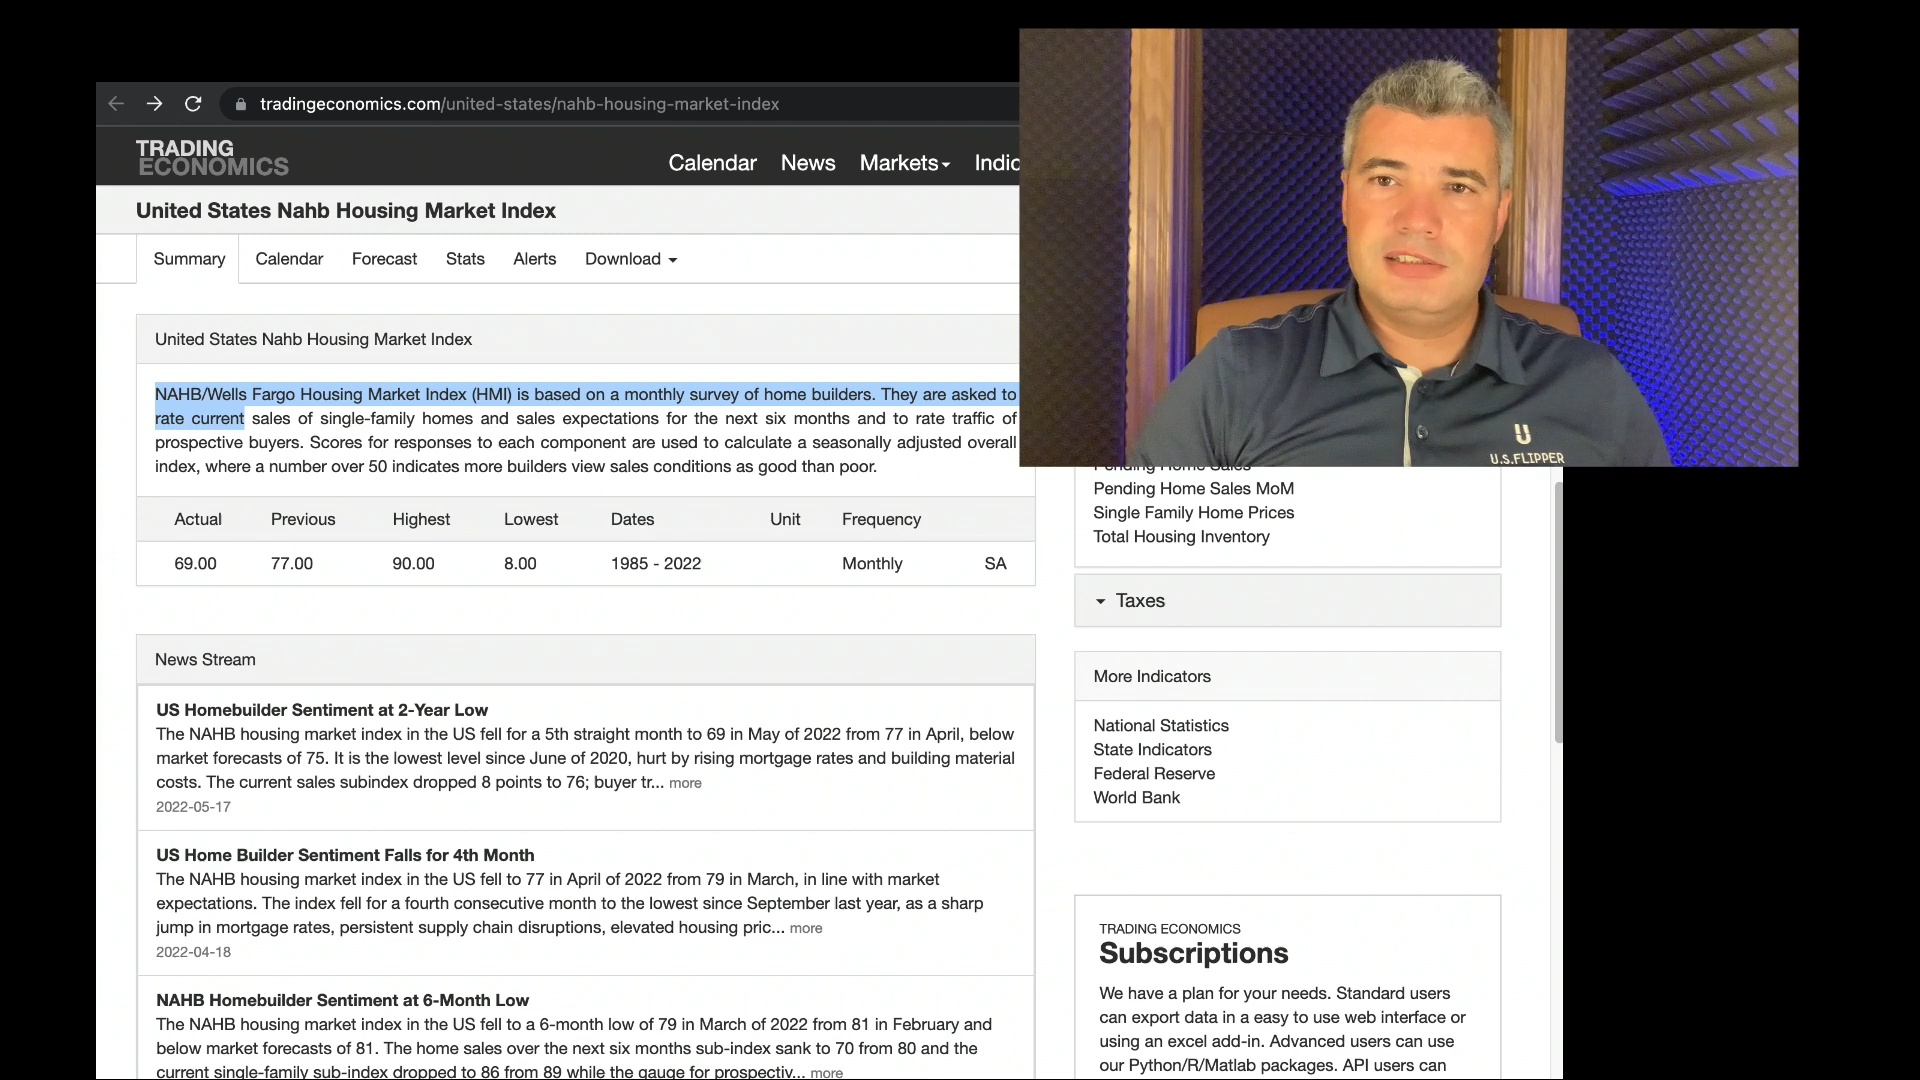 tradingeconomics.com/united-states/nahb-housing-market-index
TRADING
ECONOMICS
Calendar News Markets
United States Nahb Housing Market Index
Summary Calendar Forecast Stats Alerts Download
United States Nahb Housing Market Index
NAHB/Wells Fargo Housing Market Index (HMI) is based on a monthly survey of home builders. They are asked to
rate current sales of single-family homes and sales expectations for the next six months and to rate traffic of
prospective buyers. Scores for responses to each component are used to calculate a seasonally adjusted overall
index, where a number over 50 indicates more builders view sales conditions as good than poor.
Actual Previous Highest Lowest Dates Unit Frequency
69.00 77.00 90.00 8.00 1985 - 2022 Monthly SA
News Stream
US Homebuilder Sentiment at 2-Year Low
The NAHB housing market index in the US fell for a 5th straight month to 69 in May of 2022 from 77 in April, below
market forecasts of 75. It is the lowest level since June of 2020, hurt by rising mortgage rates and building material
costs. The current sales subindex dropped 8 points to 76; buyer tr... more
2022-05-17
US Home Builder Sentiment Falls for 4th Month
The NAHB housing market index in the US fell to 77 in April of 2022 from 79 in March, in line with market
expectations. The index fell for a fourth consecutive month to the lowest since September last year, as a sharp
jump in mortgage rates, persistent supply chain disruptions, elevated housing pric... more
2022-04-18
NAHB Homebuilder Sentiment at 6-Month Low
The NAHB housing market index in the US fell to a 6-month low of 79 in March of 2022 from 81 in February and
below market forecasts of 81. The home sales over the next six months sub-index sank to 70 from 80 and the
current single-family sub-index dropped to 86 from 89 while the gauge for prospectiv... more
U
U.S.FLIPPER
Pending Home Sales
Pending Home Sales MoM
Single Family Home Prices
Total Housing Inventory
Taxes
More Indicators
National Statistics
State Indicators
Federal Reserve
World Bank
TRADING ECONOMICS
Subscriptions
We have a plan for your needs. Standard users
can export data in a easy to use web interface or
using an excel add-in. Advanced users can use
our Python/R/Matlab packages. API users can